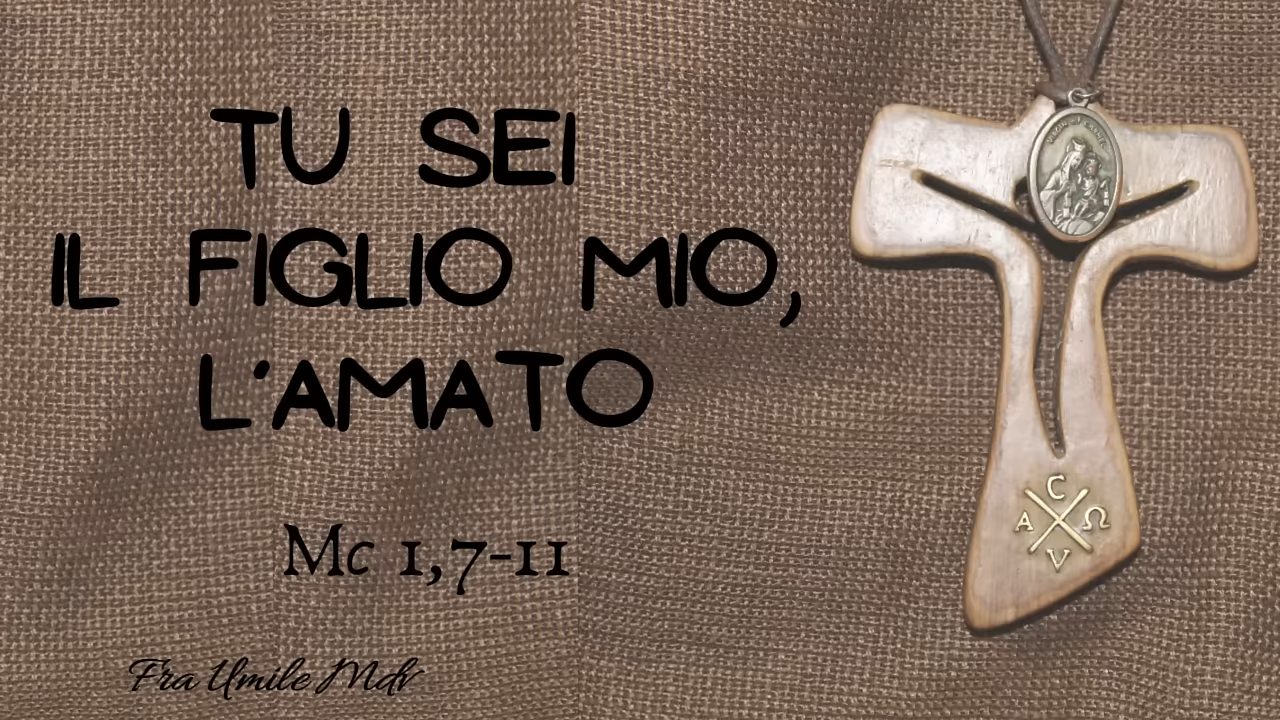 TU SEI
IL FIGLIO MIO,
L'AMATO
Mc 1,7-11
Fra Umile Mdv
C
A Ω
V